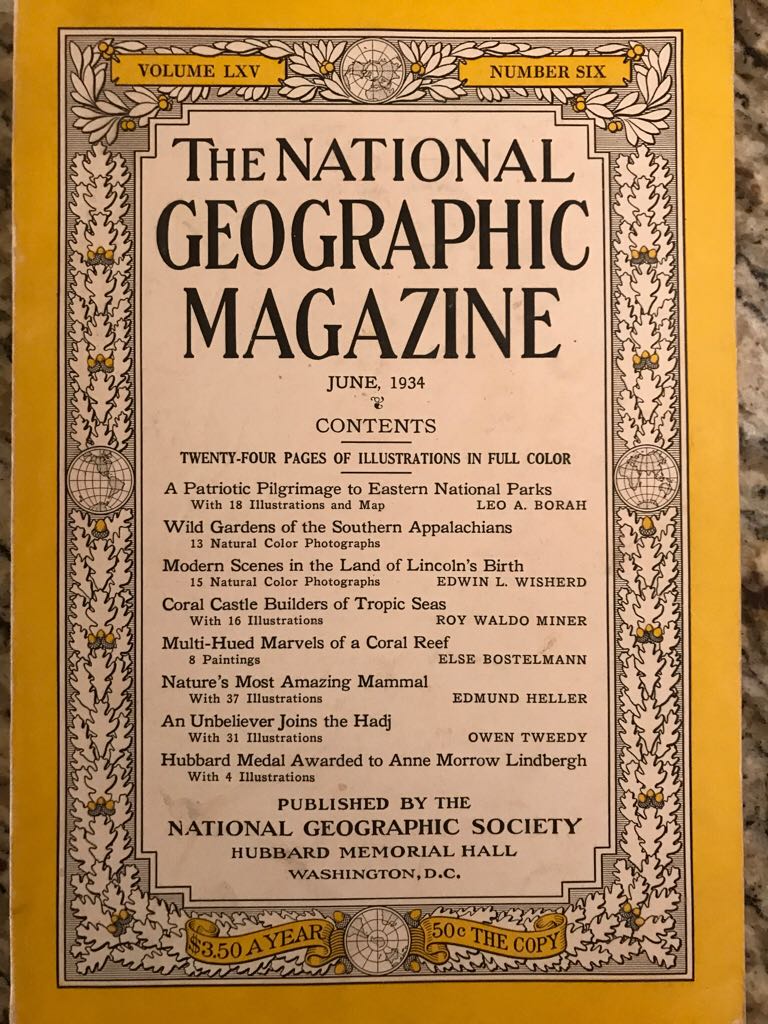 VOLUME LXV
NUMBER SIX
THE NATIONAL
GEOGRAPHIC
MAGAZINE
JUNE, 1934
CONTENTS
TWENTY-FOUR PAGES OF ILLUSTRATIONS IN FULL COLOR
A Patriotic Pilgrimage to Eastern National Parks
With 18 Illustrations and Map LEO A. BORAH
Wild Gardens of the Southern Appalachians
13 Natural Color Photographs
Modern Scenes in the Land of Lincoln's Birth
15 Natural Color Photographs EDWIN L. WISHERD
Coral Castle Builders of Tropic Seas
With 16 Illustrations ROY WALDO MINER
Multi-Hued Marvels of a Coral Reef
8 Paintings ELSE BOSTELMANN
Nature's Most Amazing Mammal
With 37 Illustrations EDMUND HELLER
An Unbeliever Joins the Hadj
With 31 Illustrations OWEN TWEEDY
Hubbard Medal Awarded to Anne Morrow Lindbergh
With 4 Illustrations
PUBLISHED BY THE
NATIONAL GEOGRAPHIC SOCIETY
HUBBARD MEMORIAL HALL
WASHINGTON, D.C.
$3.50 A YEAR
50c THE COPY